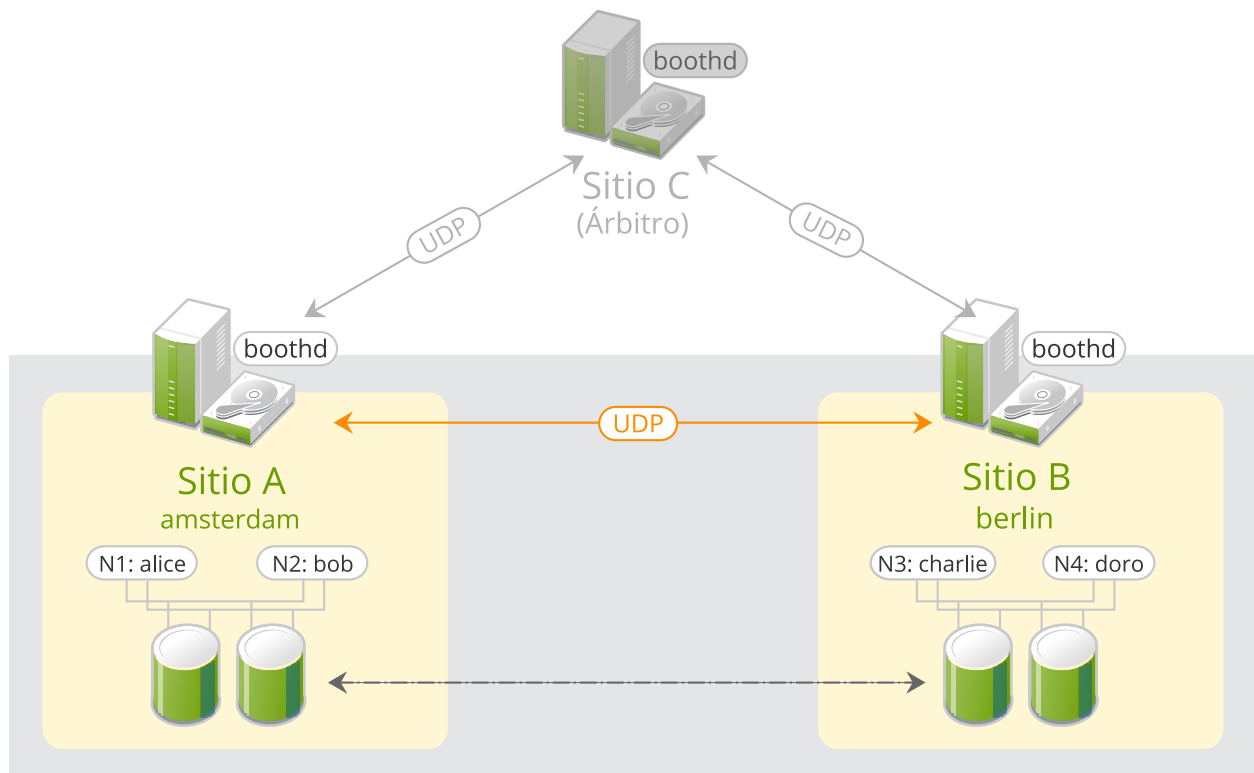 boothd
Sitio C
(Árbitro)
UDP
UDP
boothd
boothd
UDP
Sitio A
amsterdam
Sitio B
berlin
N1: alice
N2: bob
N3: charlie
N4: doro